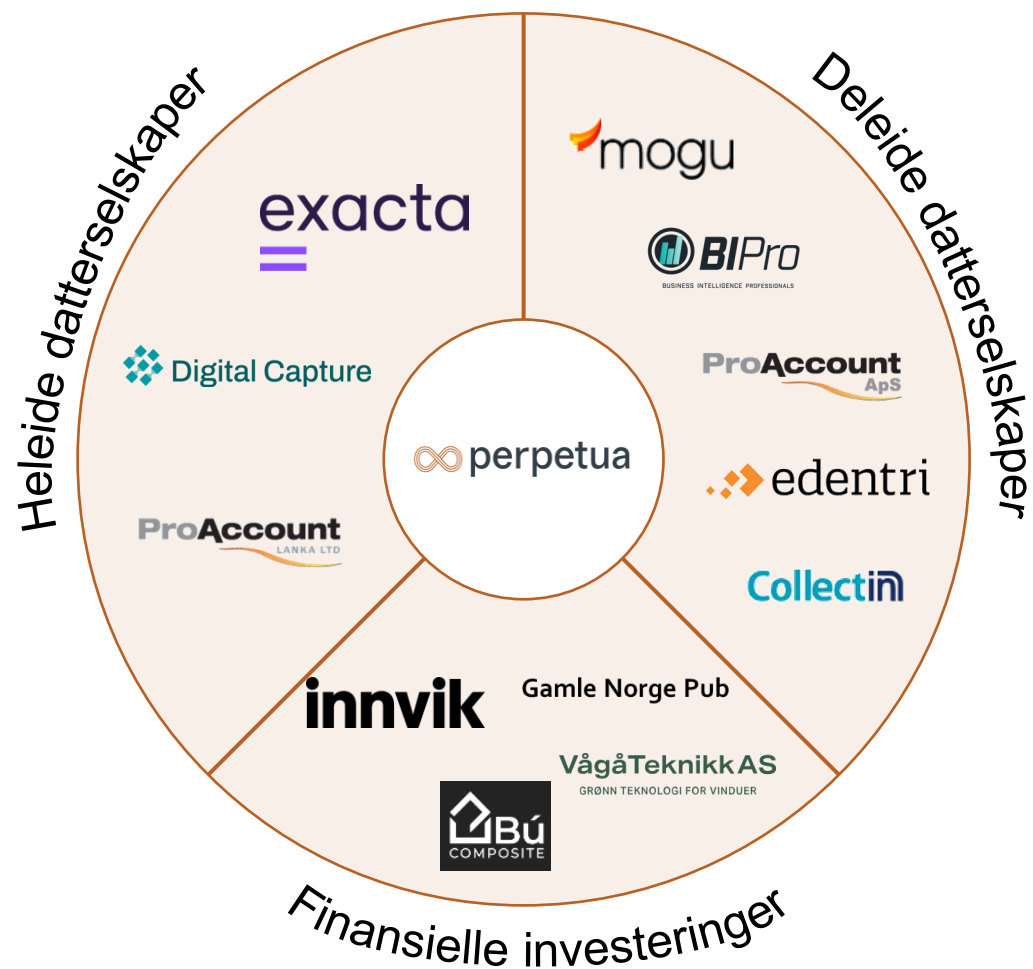 Heleide datterselskaper
exacta
Digital Capture
ProAccount
LANKA LTD
Deleide datterselskaper
mogu
BIPro
BUSINESS INTELLIGENCE PROFESSIONALS
ProAccount
ApS
edentri
Collectin
perpetua
innvik
Gamle Norge Pub
VågåTeknikk AS
GRØNN TEKNOLOGI FOR VINDUER
Bú
COMPOSITE
Finansielle investeringer